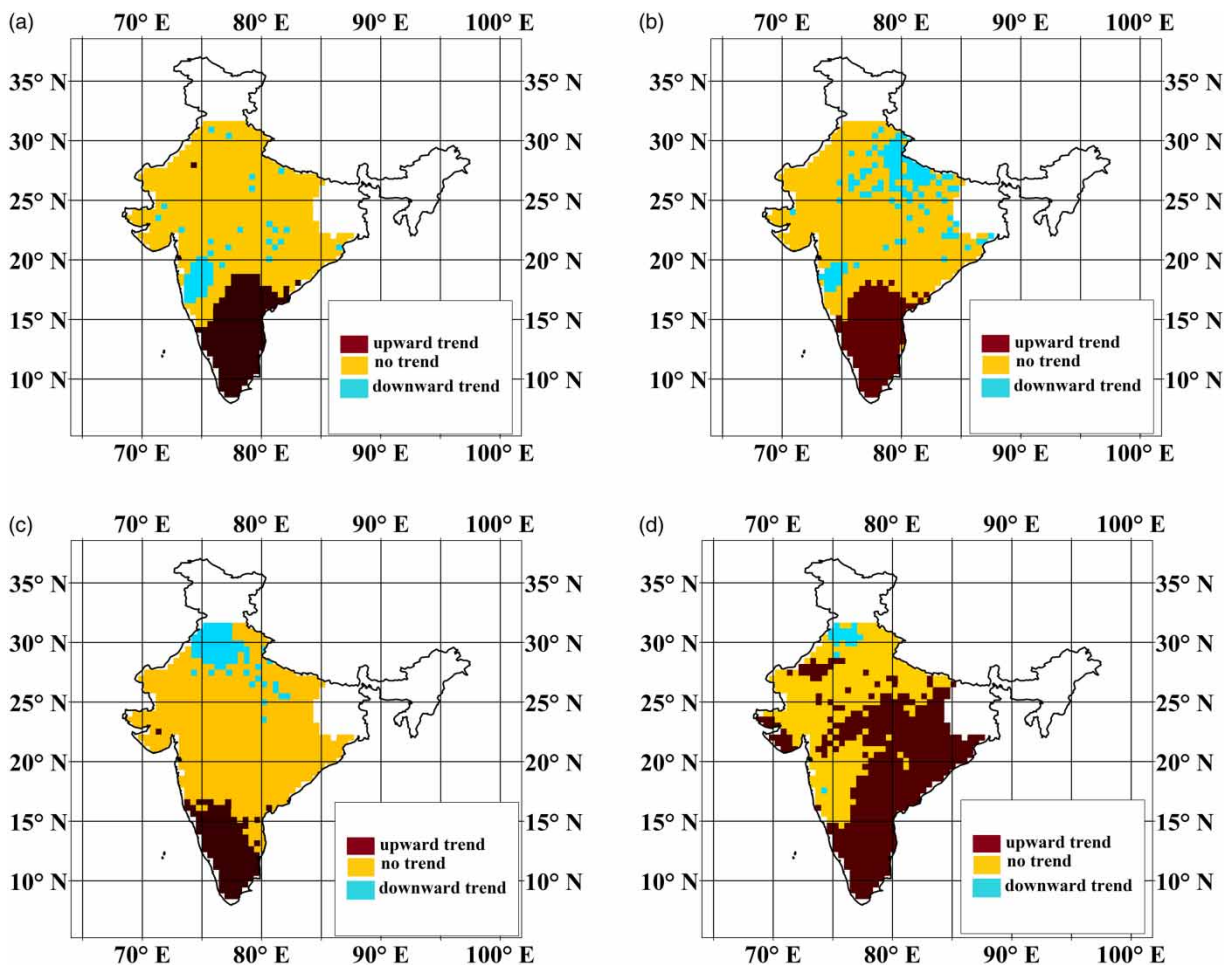 (a) 70° E 80° E 90° E 100° E
35° N 35° N
30° N 30° N
25° N 25° N
20° N 20° N
15° N 15° N
10° N 10° N
upward trend
no trend
downward trend
70° E 80° E 90° E 100° E
(b) 70° E 80° E 90° E 100° E
35° N 35° N
30° N 30° N
25° N 25° N
20° N 20° N
15° N 15° N
10° N 10° N
upward trend
no trend
downward trend
70° E 80° E 90° E 100° E
(c) 70° E 80° E 90° E 100° E
35° N 35° N
30° N 30° N
25° N 25° N
20° N 20° N
15° N 15° N
10° N 10° N
upward trend
no trend
downward trend
70° E 80° E 90° E 100° E
(d) 70° E 80° E 90° E 100° E
35° N 35° N
30° N 30° N
25° N 25° N
20° N 20° N
15° N 15° N
10° N 10° N
upward trend
no trend
downward trend
70° E 80° E 90° E 100° E